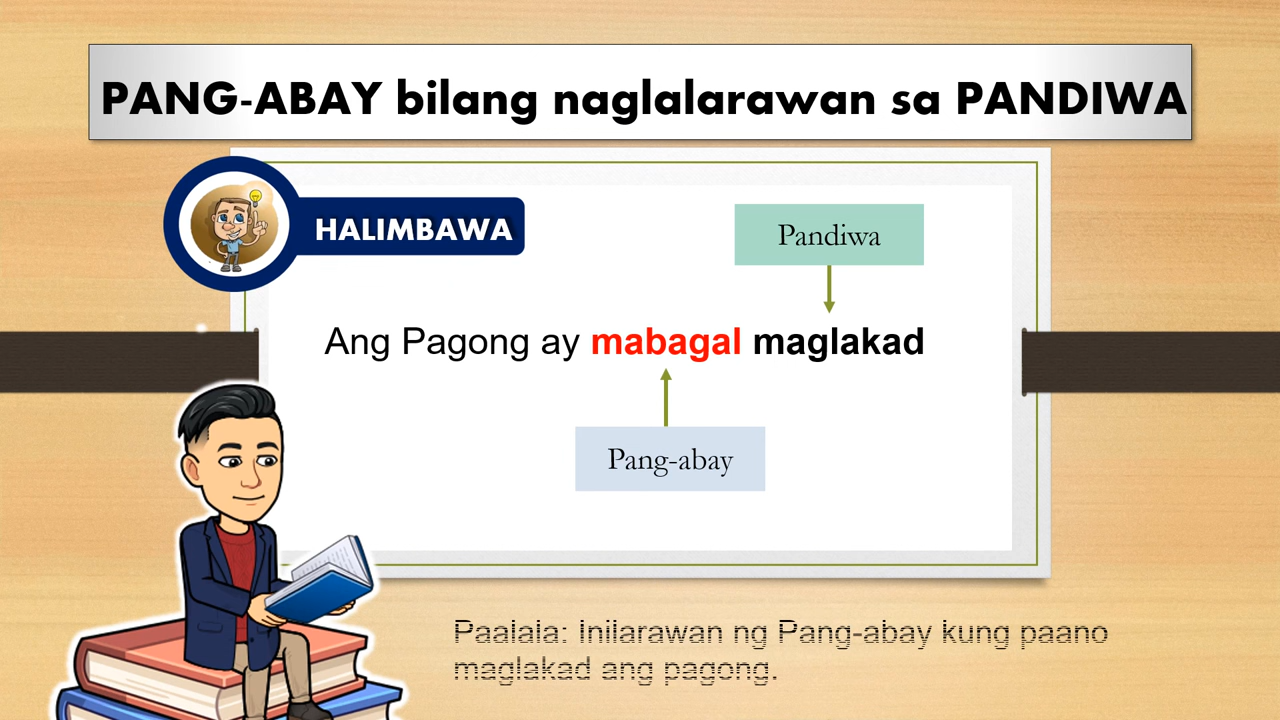 PANG-ABAY bilang naglalarawan sa PANDIWA
HALIMBAWA
Pandiwa
Ang Pagong ay mabagal maglakad
Pang-abay
Paalala: Inilarawan ng Pang-abay kung paano
maglakad ang pagong.